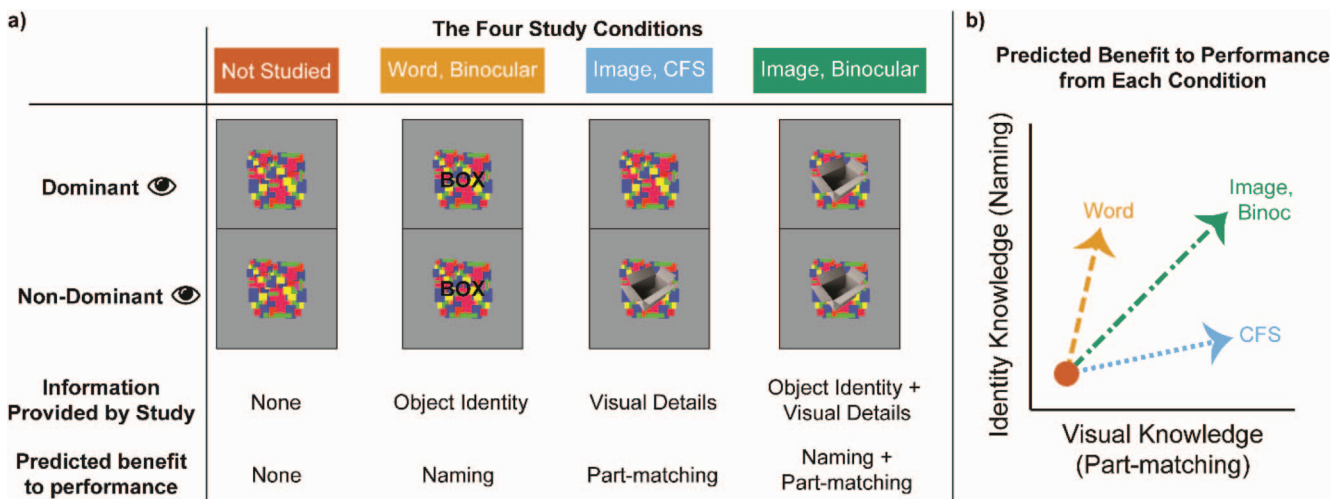 a)
The Four Study Conditions
Not Studied
Word, Binocular
Image, CFS
Image, Binocular
Dominant
BOX
Non-Dominant
BOX
Information
Provided by Study
None
Object Identity
Visual Details
Object Identity +
Visual Details
Predicted benefit
to performance
None
Naming
Part-matching
Naming +
Part-matching
b)
Predicted Benefit to Performance
from Each Condition
Identity Knowledge (Naming)
Word
Image,
Binoc
CFS
Visual Knowledge
(Part-matching)